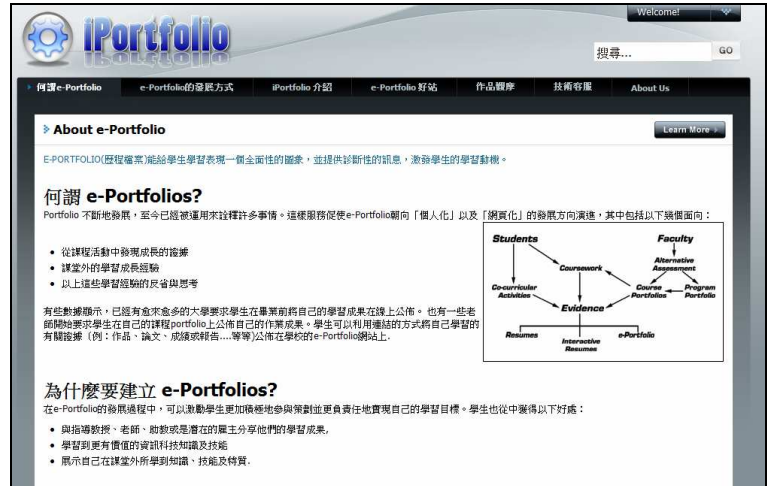 Welcome!
iPortfolio
搜尋...
GO
何謂e-Portfolio
e-Portfolio的發展方式
iPortfolio 介紹
e-Portfolio 好站
作品觀摩
技術客服
About Us
About e-Portfolio
Learn More
E-PORTFOLIO(歷程檔案)能給學生學習表現一個全面性的圖象，並提供診斷性的訊息，激發學生的學習動機。
何謂 e-Portfolios?
Portfolio 不斷地發展，至今已經被運用來詮釋許多事情。這樣服務促使e-Portfolio朝向「個人化」以及「網頁化」的發展方向演進，其中包括以下幾個面向：
從課程活動中發現成長的證據
課堂外的學習成長經驗
以上這些學習經驗的反省與思考
有些數據顯示，已經有愈來愈多的大學要求學生在畢業前將自己的學習成果在線上公佈。 也有一些老
師開始要求學生在自己的課程portfolio上公佈自己的作業成果。學生可以利用連結的方式將自己學習的
有關證據（例：作品、論文、成績或報告....等等)公佈在學校的e-Portfolio網站上.
Students
Faculty
Coursework
Alternative
Assessment
Co-curricular
Activities
Course
Portfolios
Program
Portfolio
Evidence
Resumes
Interactive
Resumes
e-Portfolio
為什麼要建立 e-Portfolios?
在e-Portfolio的發展過程中，可以激勵學生更加積極地參與策劃並更負責任地實現自己的學習目標。學生也從中獲得以下好處：
與指導教授、老師、助教或是潛在的雇主分享他們的學習成果,
學習到更有價值的資訊科技知識及技能
展示自己在課堂外所學到知識、技能及特質.